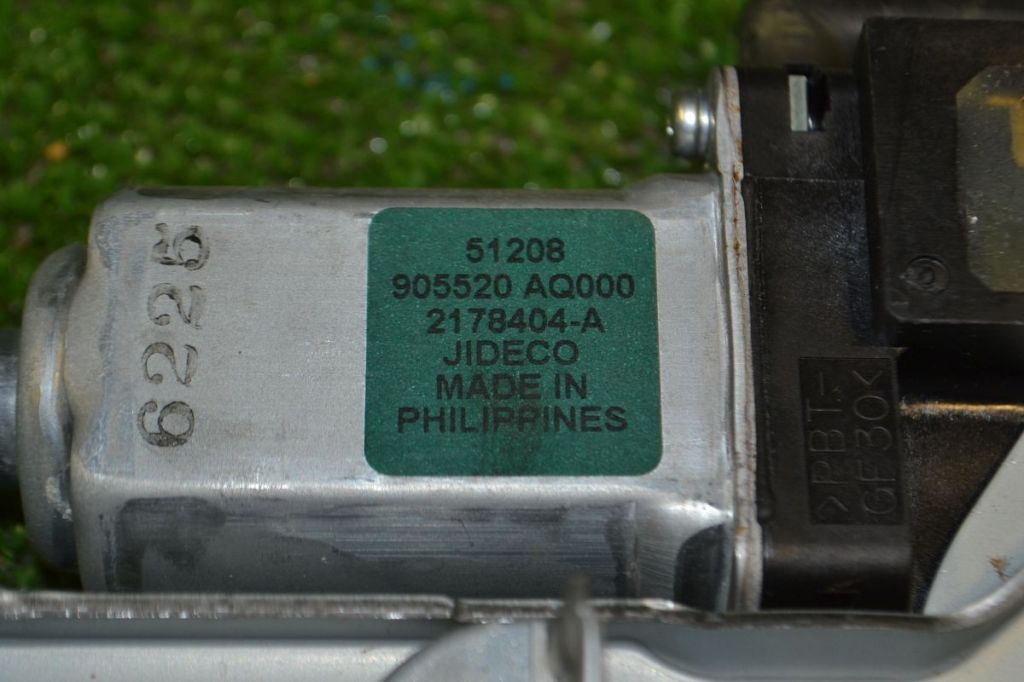 51208
905520 AQ000
2178404-A
JIDECO
MADE IN
PHILIPPINES
6225
>PBT-
GF30<